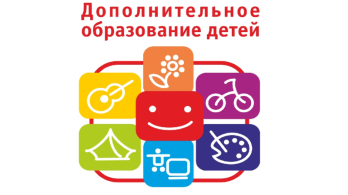 Дополнительное
образование детей